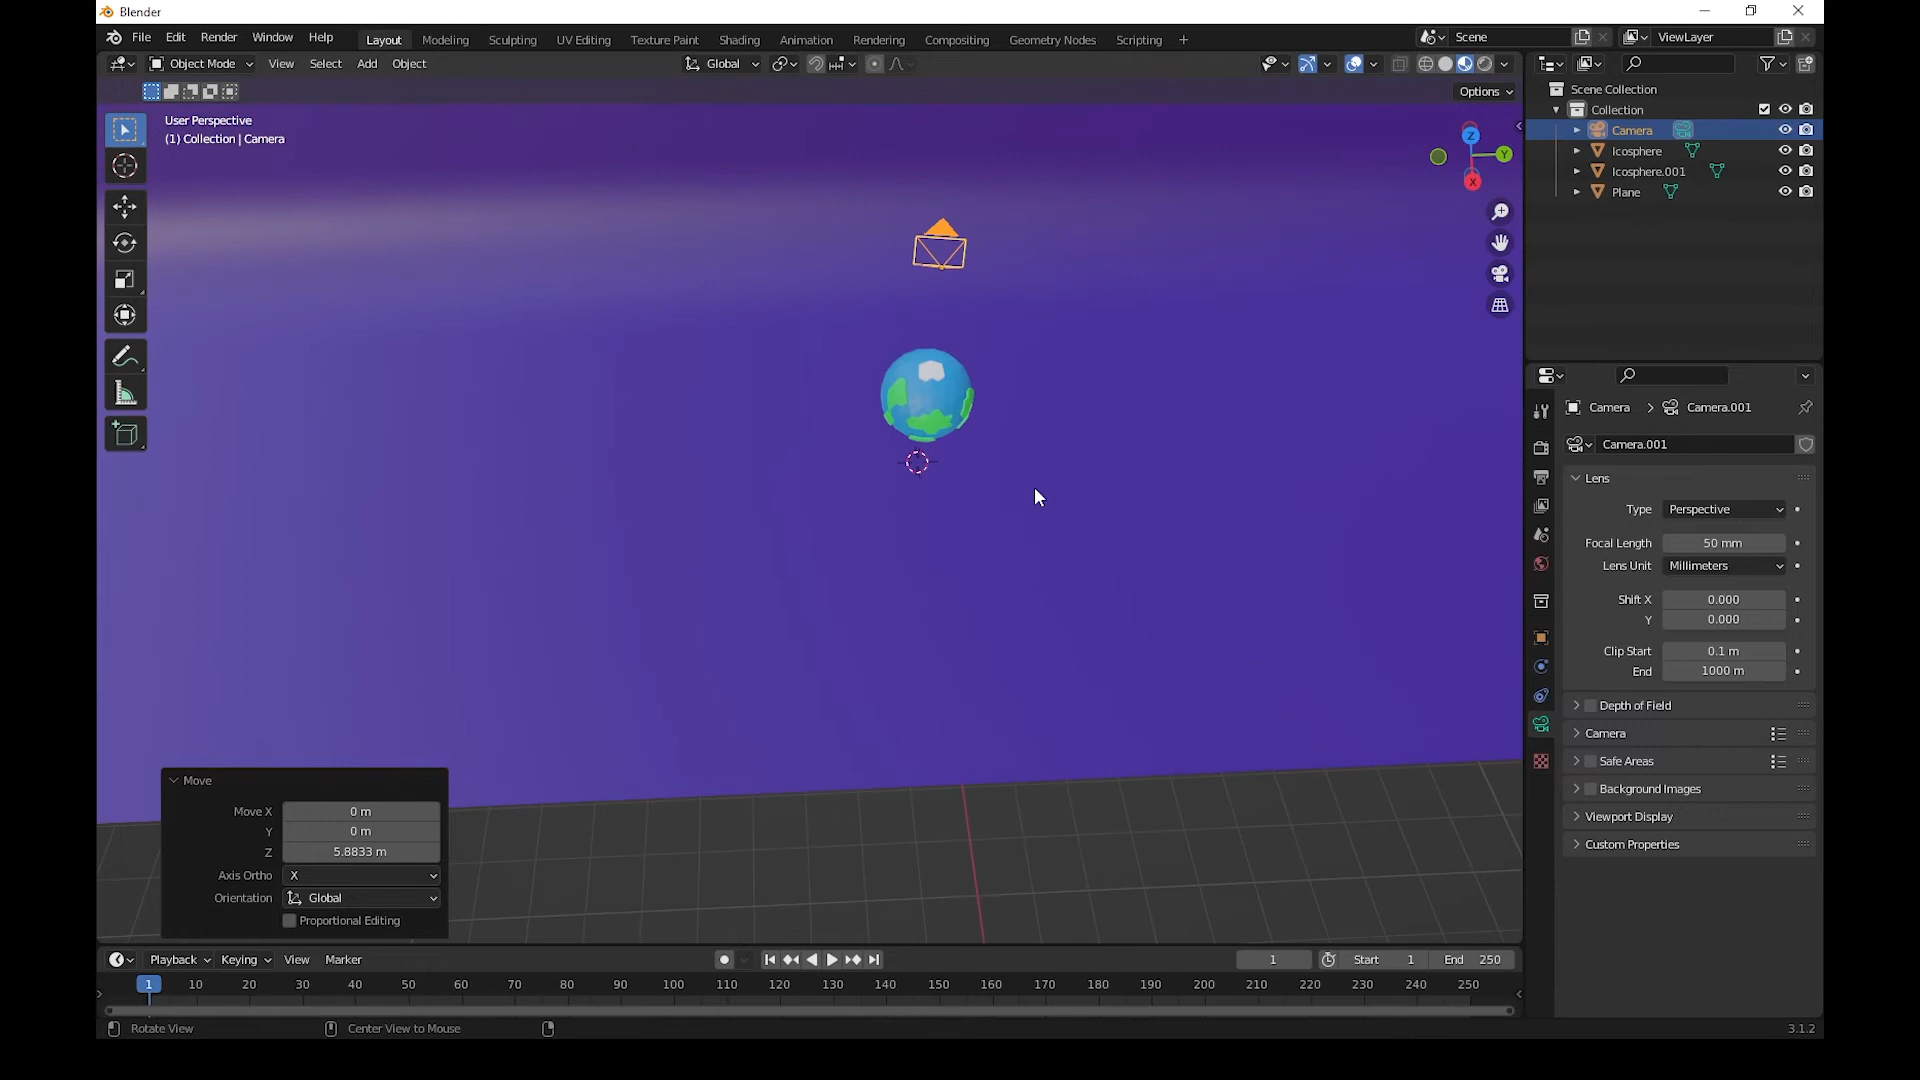 Blender
File Edit Render Window Help Layout Modeling Sculpting UV Editing Texture Paint Shading Animation Rendering Compositing Geometry Nodes Scripting + Scene ViewLayer
Object Mode View Select Add Object Global
Options
User Perspective
(1) Collection | Camera
Z
Y
X
Scene Collection
Collection
Camera
Icosphere
Icosphere.001
Plane
Camera > Camera.001
Camera.001
Lens
Type Perspective
Focal Length 50 mm
Lens Unit Millimeters
Shift X 0.000
Y 0.000
Clip Start 0.1 m
End 1000 m
Depth of Field
Camera
Safe Areas
Background Images
Viewport Display
Custom Properties
Move
Move X 0 m
Y 0 m
Z 5.8833 m
Axis Ortho X
Orientation Global
Proportional Editing
Playback Keying View Marker 1 Start 1 End 250
1 10 20 30 40 50 60 70 80 90 100 110 120 130 140 150 160 170 180 190 200 210 220 230 240 250
Rotate View Center View to Mouse 3.1.2